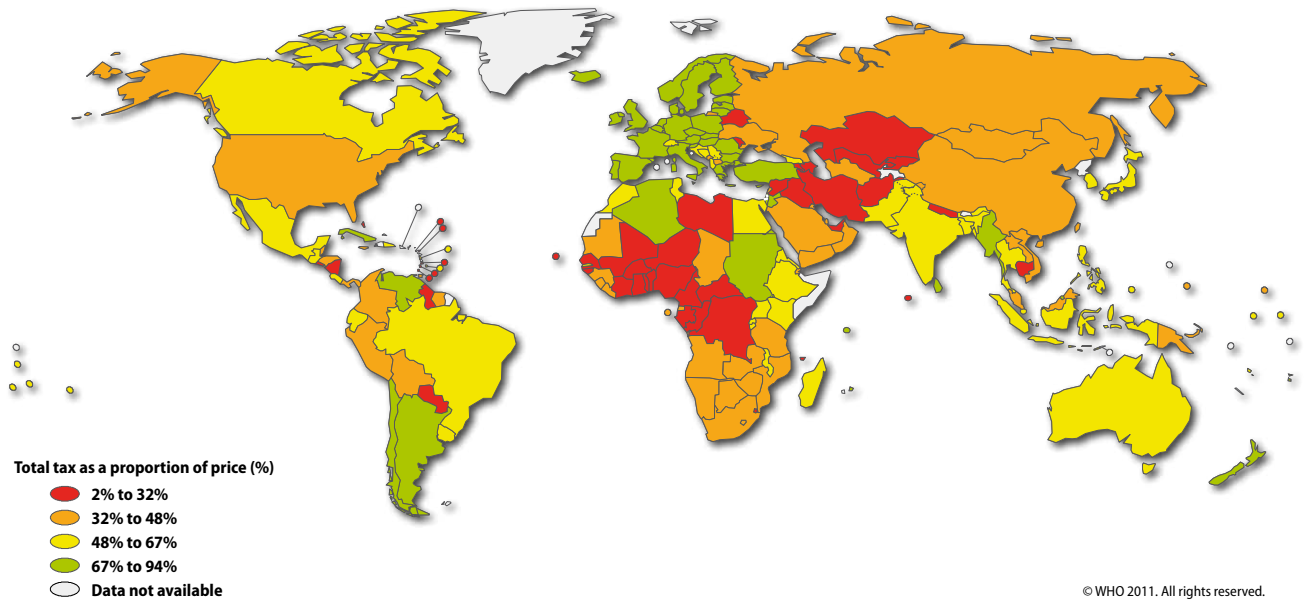 Total tax as a proportion of price (%)
2% to 32%
32% to 48%
48% to 67%
67% to 94%
Data not available
© WHO 2011. All rights reserved.